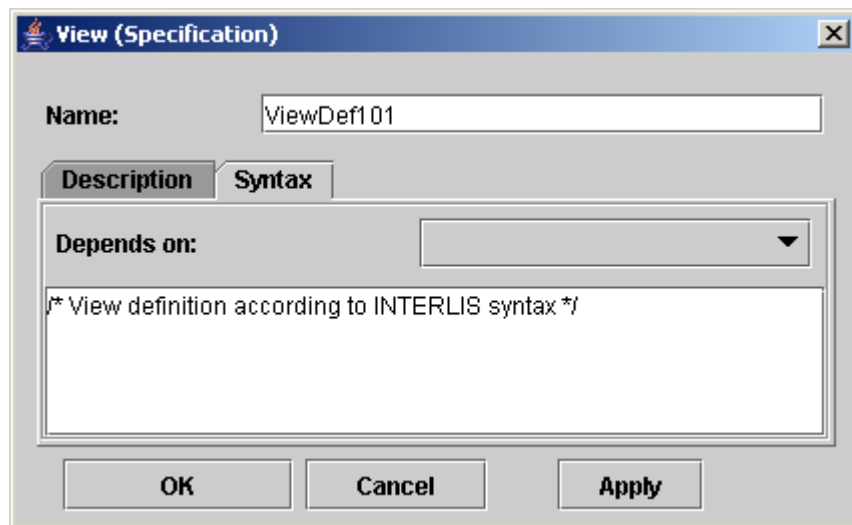 View (Specification)
Name: ViewDef101
Description Syntax
Depends on:
/* View definition according to INTERLIS syntax */
OK Cancel Apply